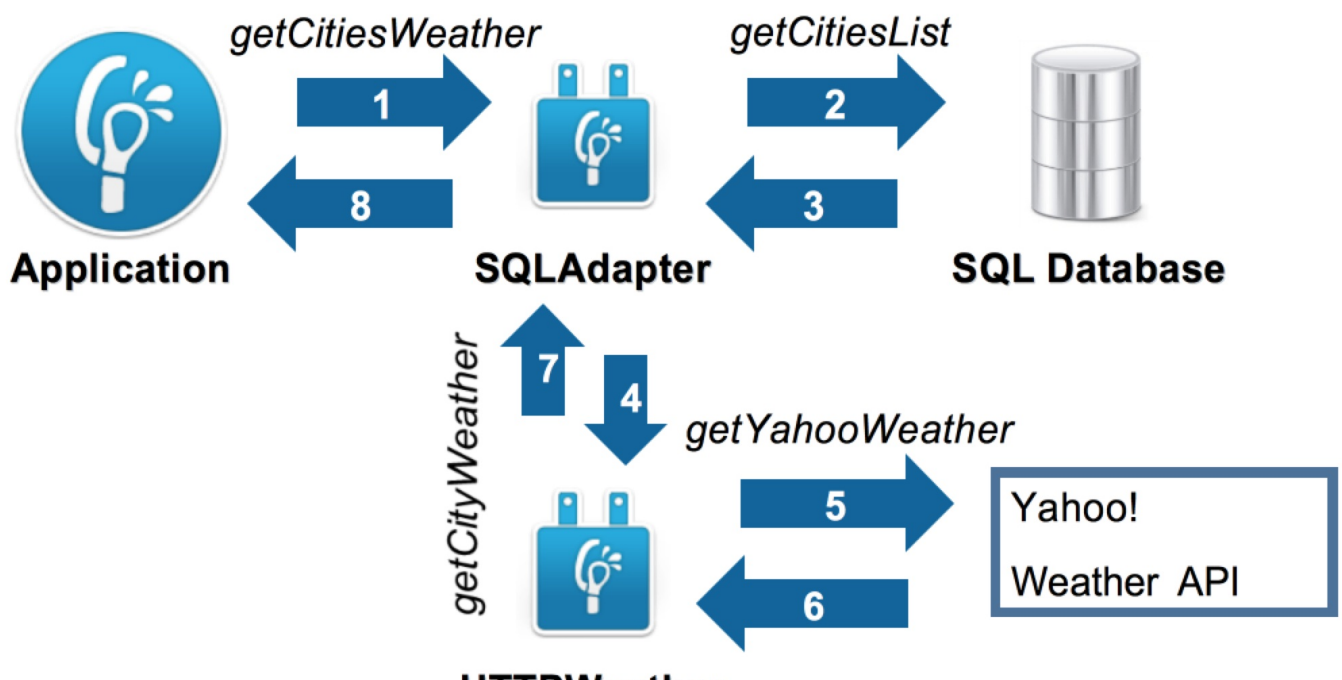 getCitiesWeather
getCitiesList
1
2
8
3
Application
SQLAdapter
SQL Database
getCityWeather
7
4
getYahooWeather
5
Yahoo!
Weather API
6